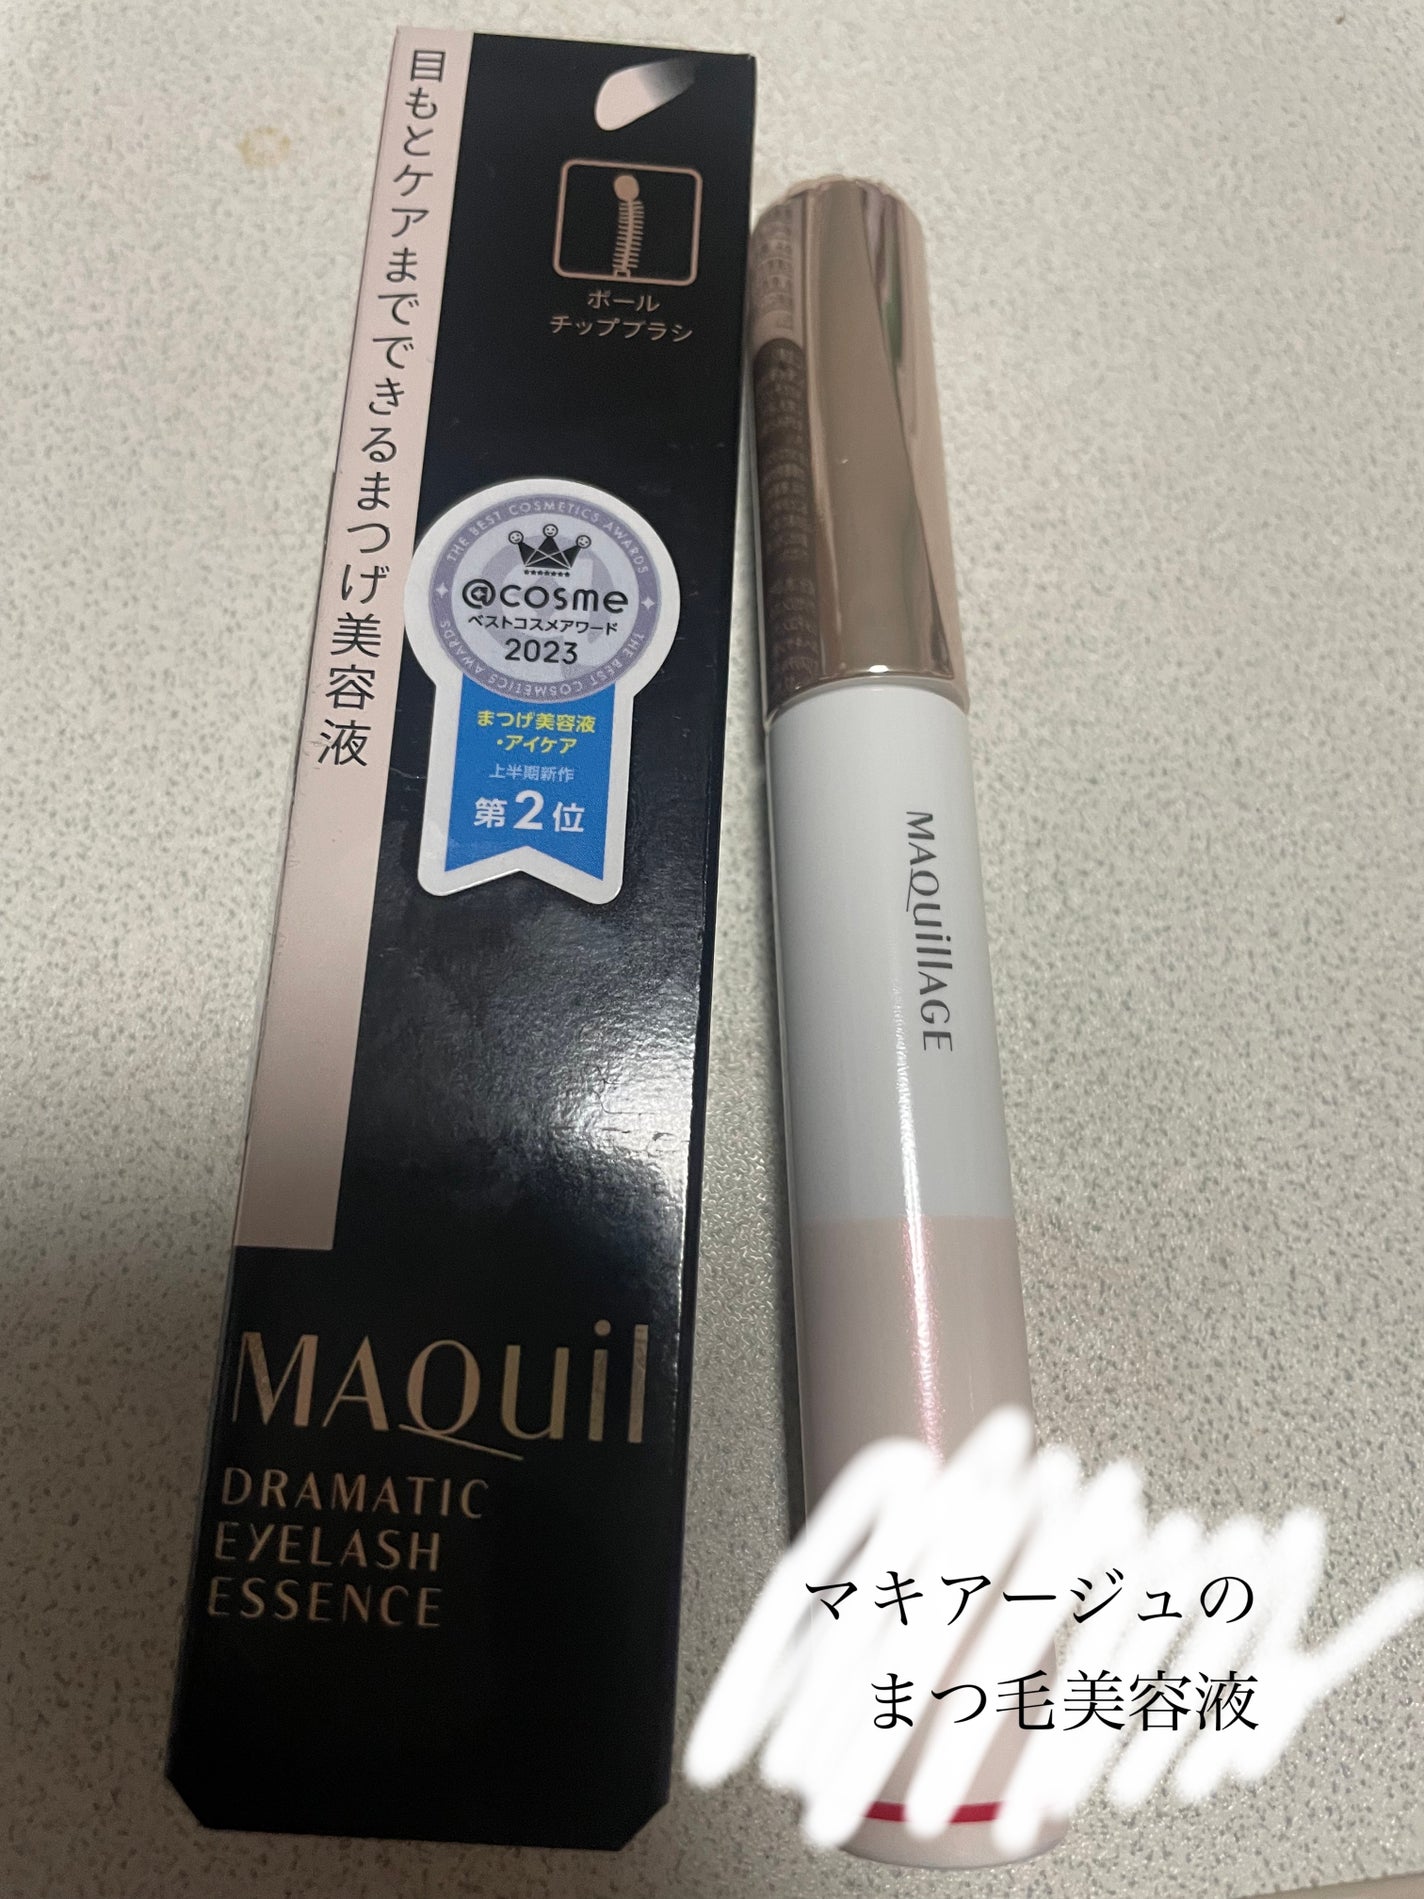 目もとケアまでできるまつげ美容液
ボール
チップブラシ
THE BEST COSMETICS AWARDS
@cosme
ベストコスメアワード
2023
THE BEST COSMETICS AWARDS
まつげ美容液
・アイケア
上半期新作
第2位
MAQuil
DRAMATIC
EYELASH
ESSENCE
MAQuillAGE
マキアージュの
まつ毛美容液